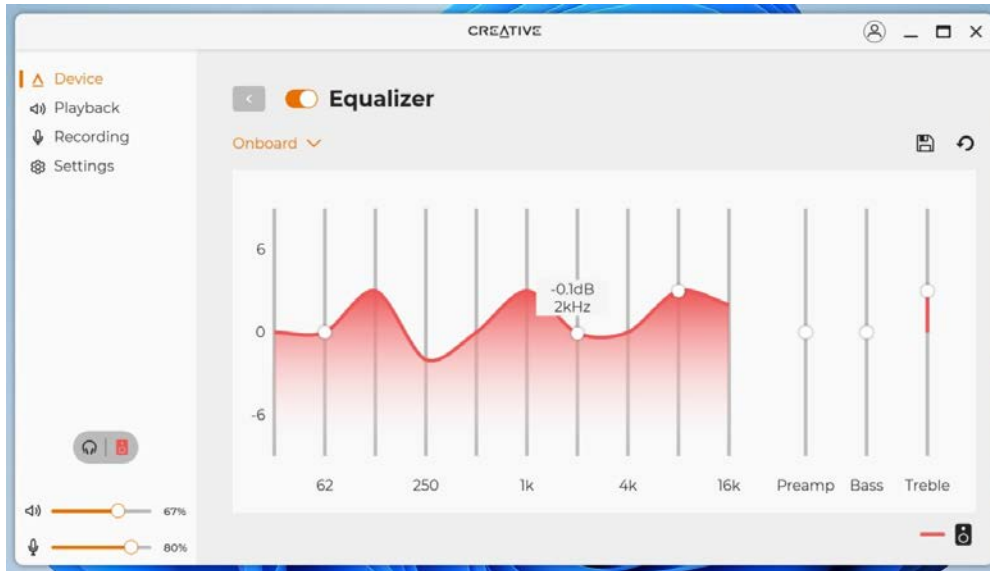 CREΔTIVE
Device
Playback
Recording
Settings
67%
80%
Equalizer
Onboard
6
0
-6
-0.1dB
2kHz
62 250 1k 4k 16k Preamp Bass Treble